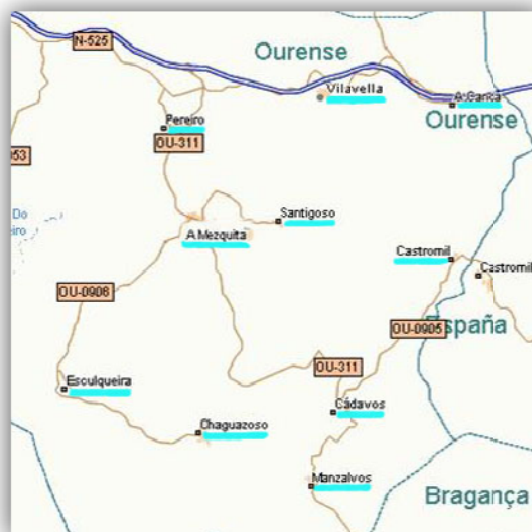 N-525
Ourense
Vilavella
A Canda
Ourense
Pereiro
OU-311
Do
Santigoso
A Mezquita
Castromil
Castromil
OU-0906
OU-0905
España
OU-311
Esculqueira
Cádavos
Chaguazoso
Manzalvos
Bragança